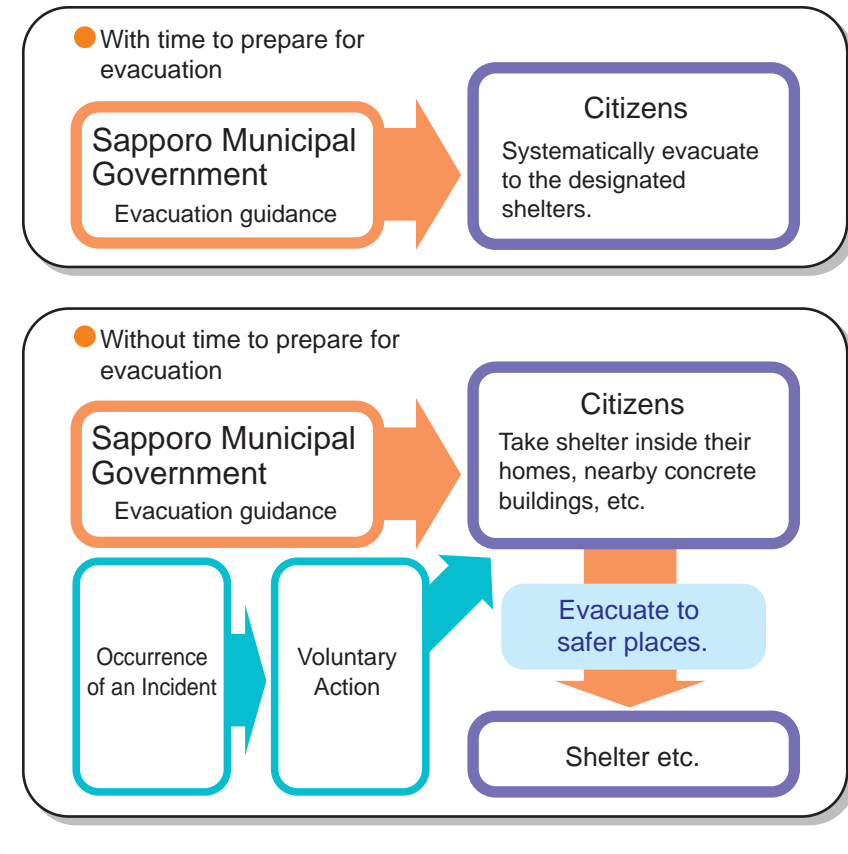 With time to prepare for
evacuation
Sapporo Municipal
Government
Evacuation guidance
Citizens
Systematically evacuate
to the designated
shelters.
Without time to prepare for
evacuation
Sapporo Municipal
Government
Evacuation guidance
Citizens
Take shelter inside their
homes, nearby concrete
buildings, etc.
Occurrence
of an Incident
Voluntary
Action
Evacuate to
safer places.
Shelter etc.